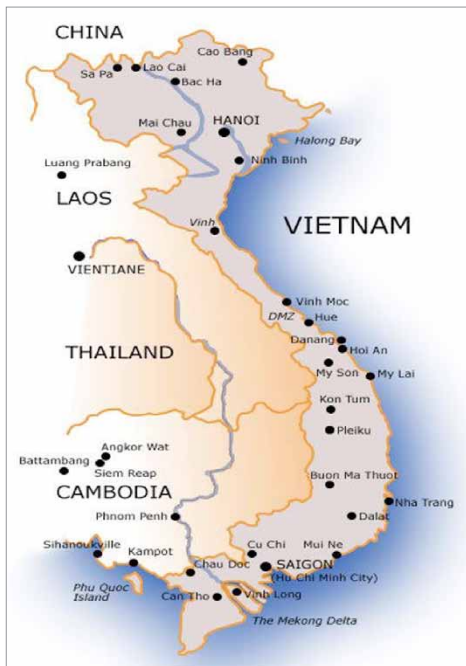 CHINA
Cao Bang
Sa Pa
Lao Cai
Bac Ha
Mai Chau
HANOI
Halong Bay
Luang Prabang
Ninh Binh
LAOS
Vinh
VIETNAM
VIENTIANE
Vinh Moc
DMZ
Hue
Danang
Hoi An
THAILAND
My Son
My Lai
Kon Tum
Pleiku
Angkor Wat
Battambang
Siem Reap
Buon Ma Thuot
CAMBODIA
Nha Trang
Phnom Penh
Dalat
Sihanoukville
Kampot
Cu Chi
Mui Ne
Chau Doc
SAIGON
(Hu Chi Minh City)
Phu Quoc
Island
Can Tho
Vinh Long
The Mekong Delta